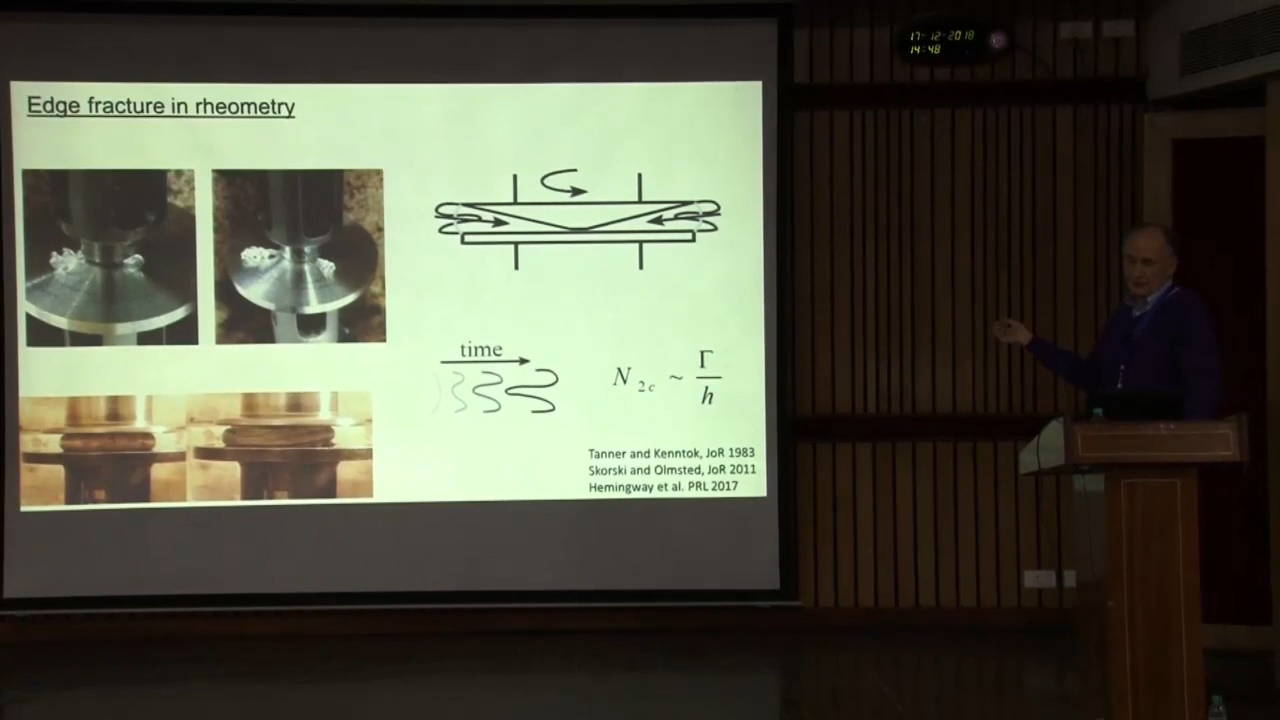 17-12-2018
14:48
Edge fracture in rheometry
time
N 2c ~ Γ
h
Tanner and Kenntok, JoR 1983
Skorski and Olmsted, JoR 2011
Hemingway et al. PRL 2017